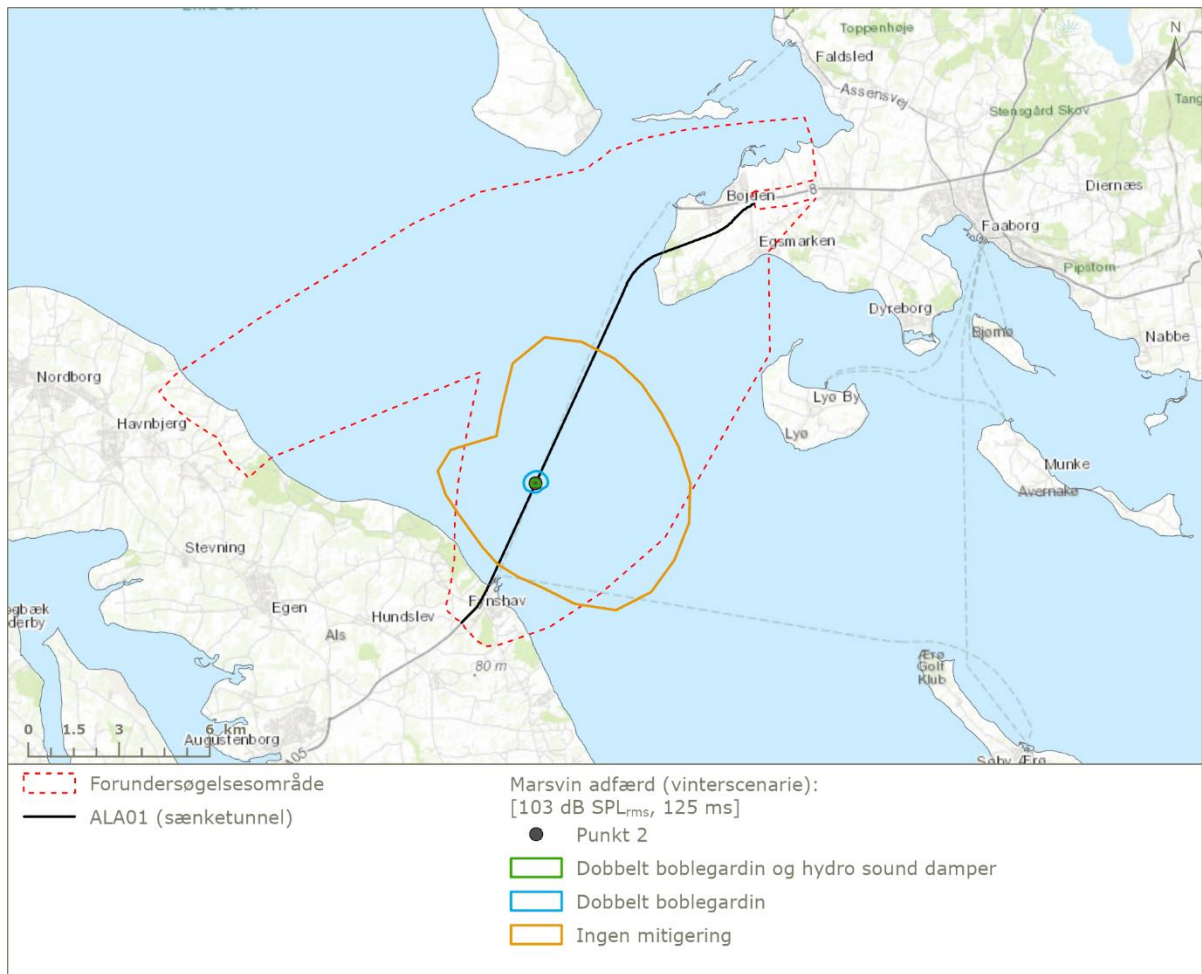 Toppenhøje
Faldsled
N
Assensvej
Stensgård Skov
Tang
Diernæs
Bøjden
8
Faaborg
Egsmarken
Pipstorn
Dyreborg
Bjørnø
Nabbe
Nordborg
Lyø By
Havnbjerg
Lyø
Munke
Avernakø
Stevning
Fynshav
Egen
Hundslev
Als
derby
80 m
Ærø
Golf
Klub
0 1.5 3 6 km
Augustenborg
Søby Ærø
Forundersøgelsesområde
ALA01 (sænketunnel)
Marsvin adfærd (vinterscenarie):
[103 dB SPLrms, 125 ms]
Punkt 2
Dobbelt boblegardin og hydro sound damper
Dobbelt boblegardin
Ingen mitigering